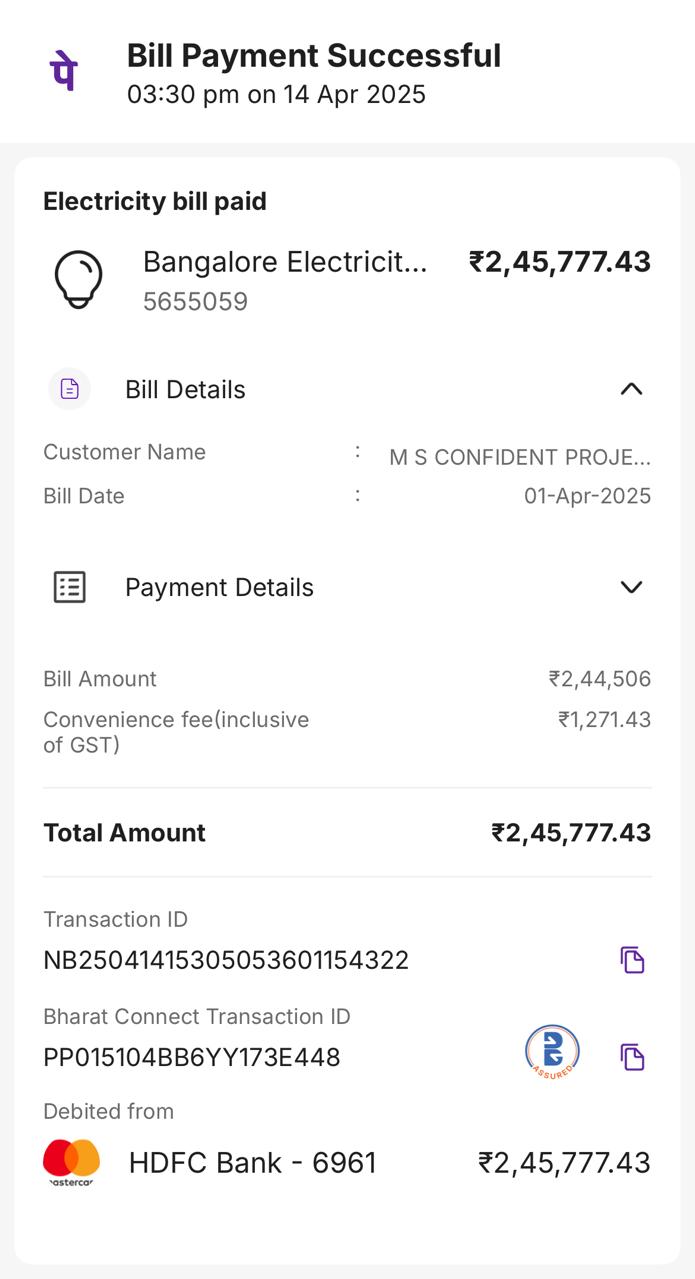 पे
Bill Payment Successful
03:30 pm on 14 Apr 2025
Electricity bill paid
Bangalore Electricit... ₹2,45,777.43
5655059
Bill Details
Customer Name : M S CONFIDENT PROJE...
Bill Date : 01-Apr-2025
Payment Details
Bill Amount ₹2,44,506
Convenience fee(inclusive ₹1,271.43
of GST)
Total Amount ₹2,45,777.43
Transaction ID
NB25041415305053601154322
Bharat Connect Transaction ID
PP015104BB6YY173E448
ASSURED
Debited from
HDFC Bank - 6961 ₹2,45,777.43
astercar